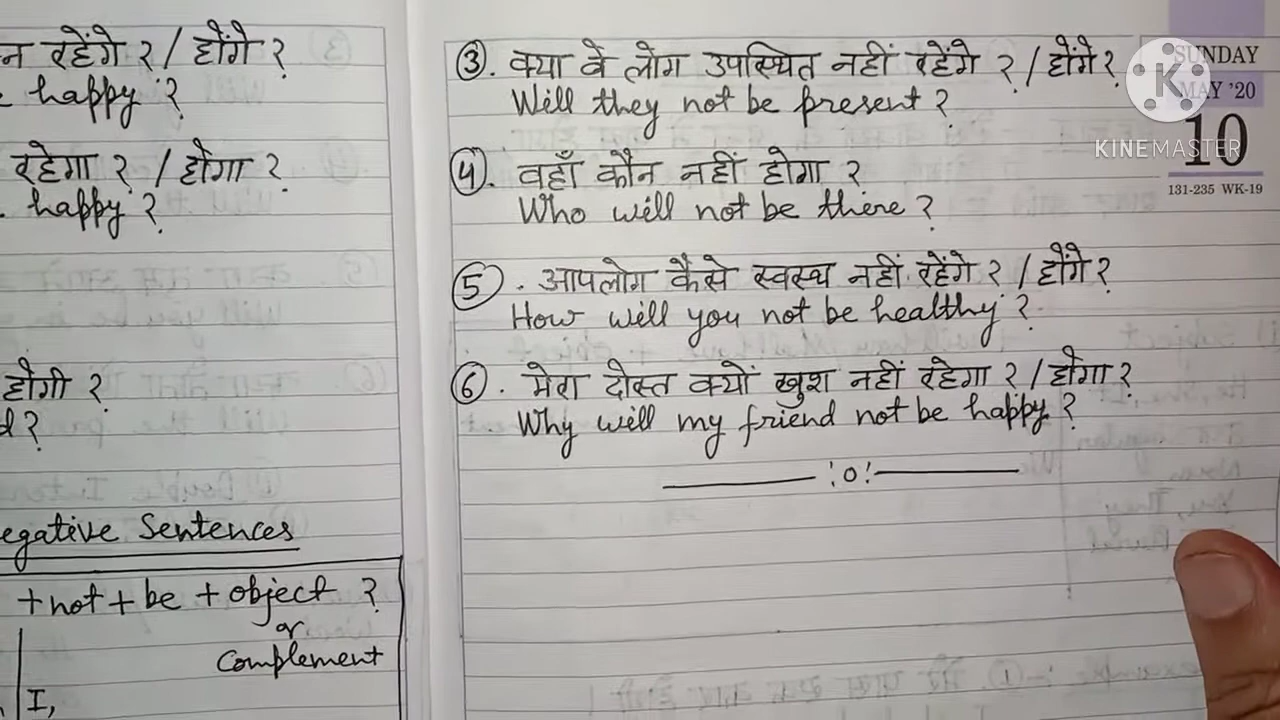 रहेंगे ? / होंगे ?
happy ?
रहेगा ? / होगा ?
happy ?
होगी ?
egative Sentences
+ not + be + object ?
or
Complement
I,
③. क्या वे लोग उपस्थित नहीं रहेंगे ? / होंगे ?
Will they not be present ?
④. वहाँ कौन नहीं होगा ?
Who will not be there ?
⑤. आपलोग कैसे स्वस्थ नहीं रहेंगे ? / होंगे ?
How will you not be healthy ?
⑥. मेरा दोस्त क्यों खुश नहीं रहेगा ? / होगा ?
Why will my friend not be happy ?
:0:
SUNDAY
MAY '20
10
131-235 WK-19
K
KINEMASTER